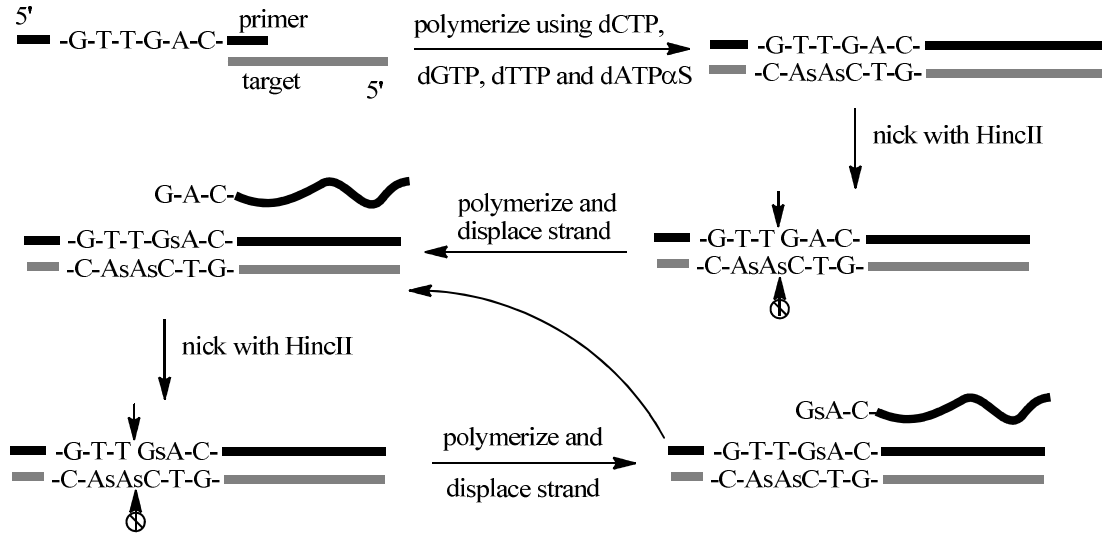 5'
primer
-G-T-T-G-A-C-
target
5'
polymerize using dCTP,
dGTP, dTTP and dATPαS
-G-T-T-G-A-C-
-C-AsAsC-T-G-
nick with HincII
-G-T-T G-A-C-
-C-AsAsC-T-G-
polymerize and
displace strand
G-A-C-
-G-T-T-GsA-C-
-C-AsAsC-T-G-
nick with HincII
-G-T-T GsA-C-
-C-AsAsC-T-G-
polymerize and
displace strand
GsA-C-
-G-T-T-GsA-C-
-C-AsAsC-T-G-